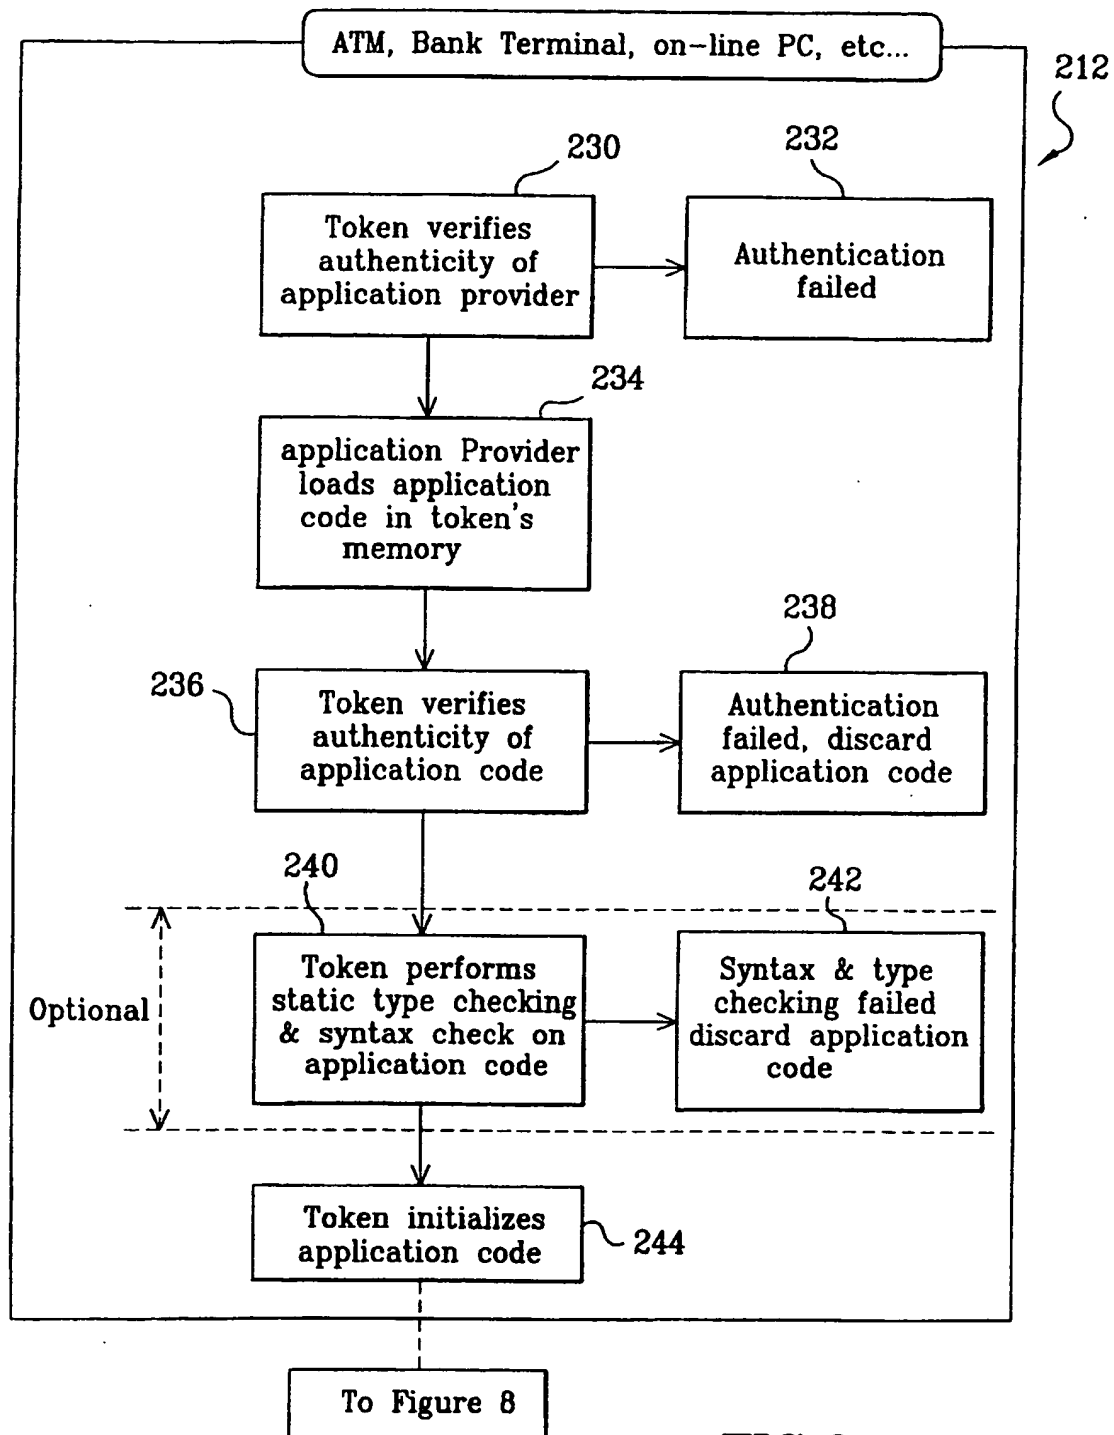 ATM, Bank Terminal, on-line PC, etc...
212
230
232
Token verifies
authenticity of
application provider
Authentication
failed
234
application Provider
loads application
code in token's
memory
238
236
Token verifies
authenticity of
application code
Authentication
failed, discard
application code
240
242
Optional
Token performs
static type checking
& syntax check on
application code
Syntax & type
checking failed
discard application
code
Token initializes
application code
244
To Figure 8